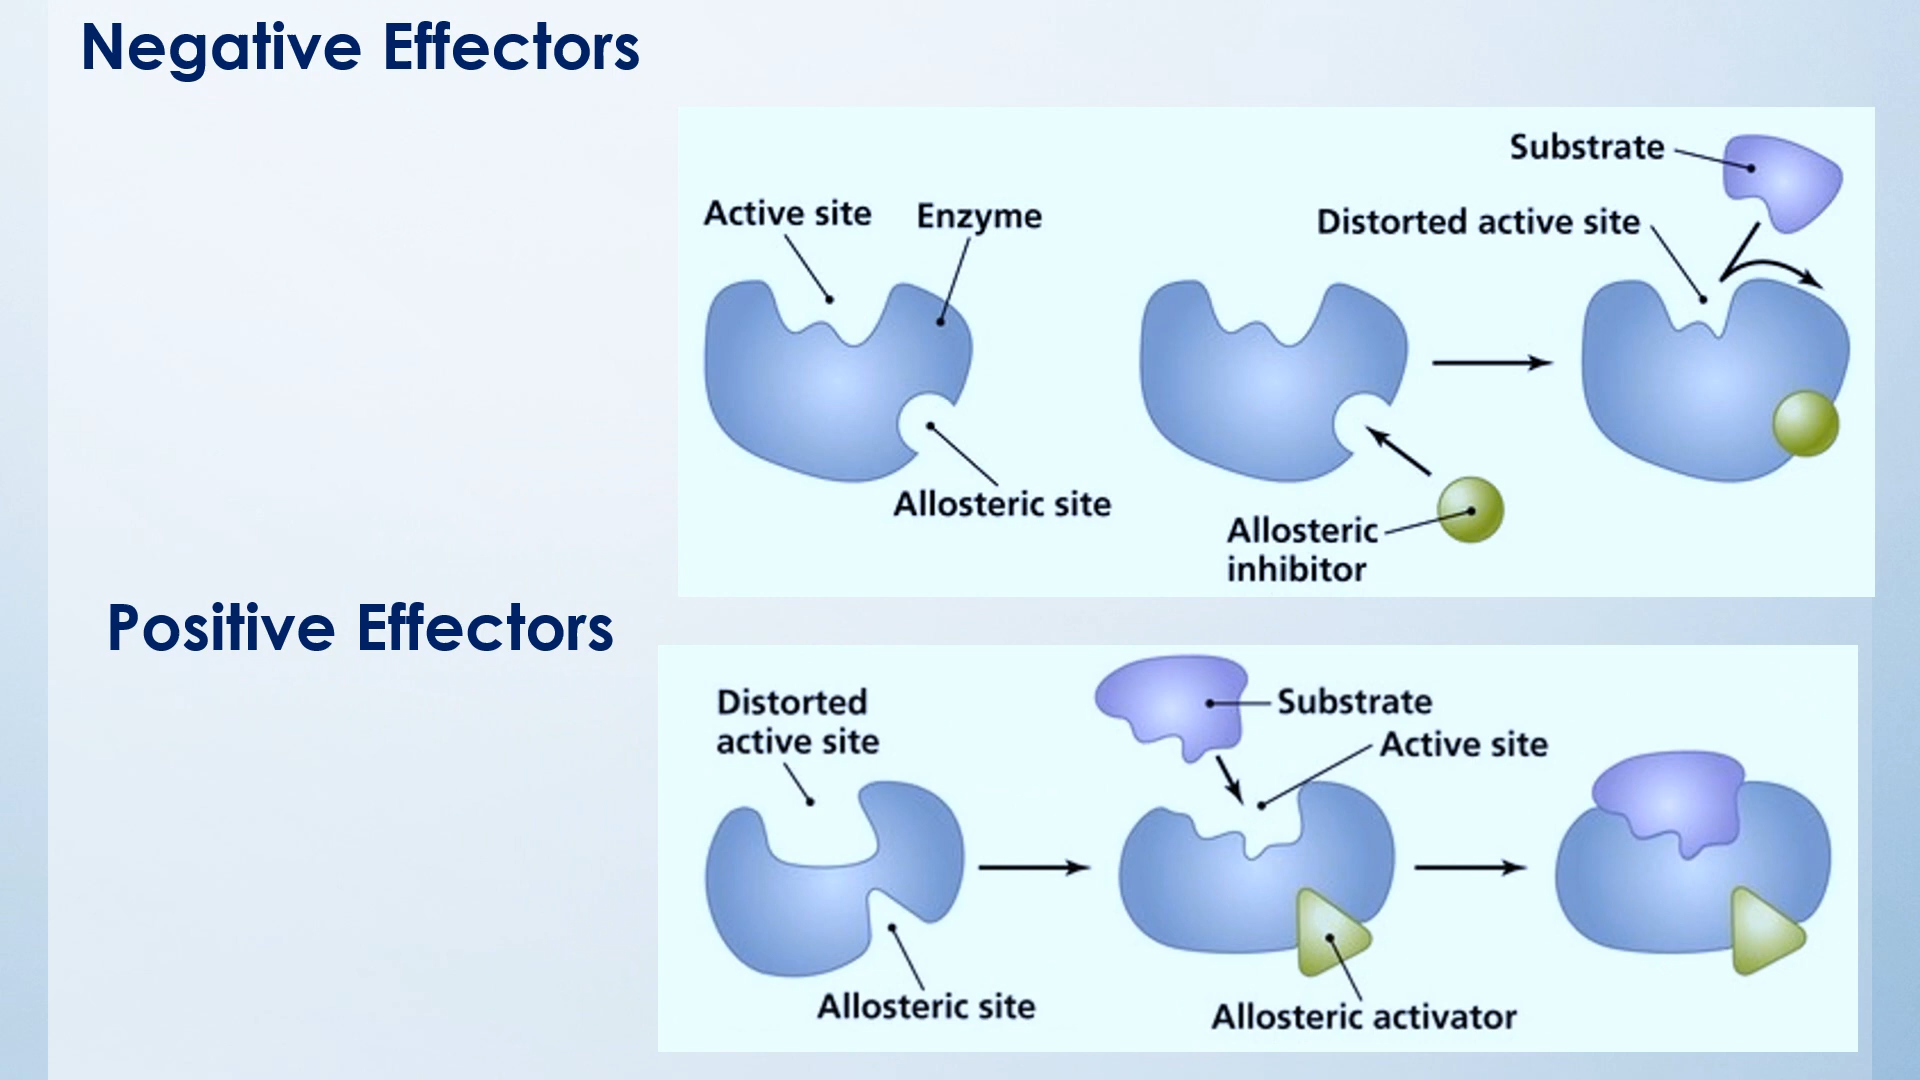 Negative Effectors
Substrate
Active site
Enzyme
Distorted active site
Allosteric site
Allosteric
inhibitor
Positive Effectors
Distorted
active site
Substrate
Active site
Allosteric site
Allosteric activator